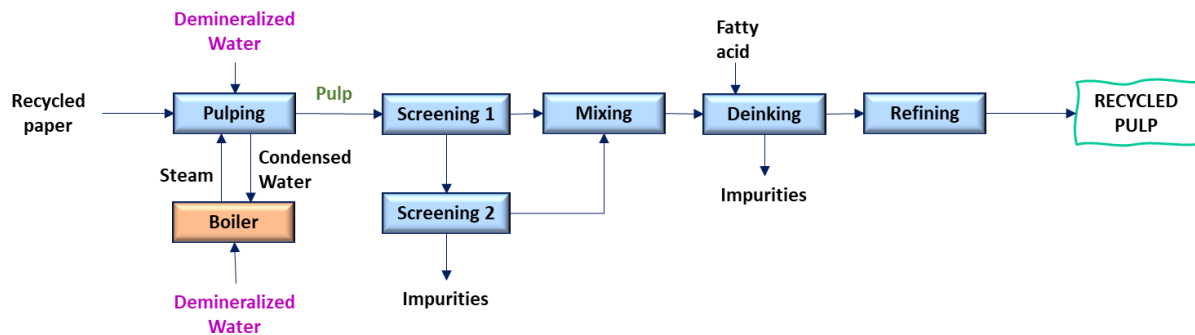 Demineralized
Water
Fatty
acid
Recycled
paper
Pulping
Pulp
Screening 1
Mixing
Deinking
Refining
RECYCLED
PULP
Steam
Condensed
Water
Boiler
Screening 2
Impurities
Impurities
Demineralized
Water